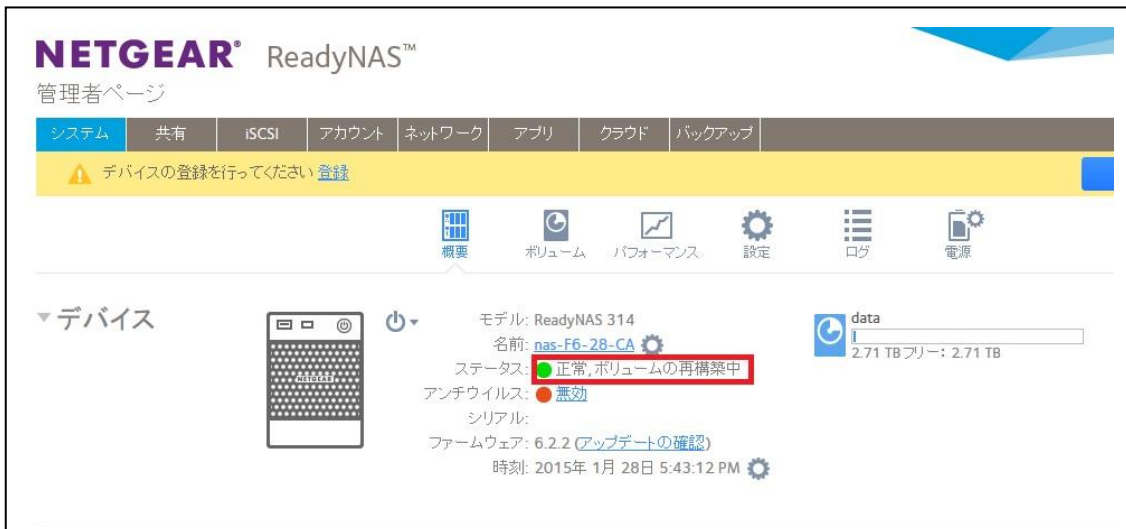 NETGEAR® ReadyNAS™
管理者ページ
システム 共有 iSCSI アカウント ネットワーク アプリ クラウド バックアップ
デバイスの登録を行ってください 登録
概要 ボリューム パフォーマンス 設定 ログ 電源
デバイス
NETGEAR
モデル: ReadyNAS 314
名前: nas-F6-28-CA
ステータス: 正常,ボリュームの再構築中
アンチウイルス: 無効
シリアル:
ファームウェア: 6.2.2 (アップデートの確認)
時刻: 2015年 1月 28日 5:43:12 PM
data
2.71 TB フリー: 2.71 TB